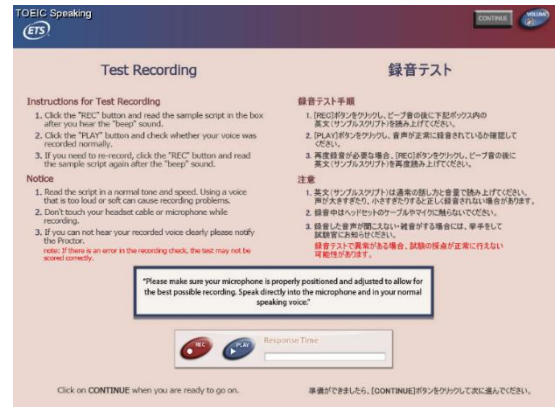 TOEIC Speaking
ETS
CONTINUE
VOLUME
Test Recording
Instructions for Test Recording
1. Click the "REC" button and read the sample script in the box
after you hear the "beep" sound.
2. Click the "PLAY" button and check whether your voice was
recorded normally.
3. If you need to re-record, click the "REC" button and read
the sample script again after the "beep" sound.
Notice
1. Read the script in a normal tone and speed. Using a voice
that is too loud or soft can cause recording problems.
2. Don't touch your headset cable or microphone while
recording.
3. If you can not hear your recorded voice clearly please notify
the Proctor.
note: If there is an error in the recording check, the test may not be
scored correctly.
録音テスト
録音テスト手順
1. [REC]ボタンをクリックし、ビープ音の後に下記ボックス内の
英文(サンプルスクリプト)を読み上げてください。
2. [PLAY]ボタンをクリックし、音声が正常に録音されているか確認して
ください。
3. 再度録音が必要な場合、[REC]ボタンをクリックし、ビープ音の後に
英文(サンプルスクリプト)を再度読み上げてください。
注意
1. 英文(サンプルスクリプト)は通常の話し方と音量で読み上げてください。
声が大きすぎたり、小さすぎたりすると正しく録音されない場合があります。
2. 録音中はヘッドセットのケーブルやマイクに触らないでください。
3. 録音した音声が聞こえない・雑音がする場合には、挙手をして
試験官にお知らせください。
録音テストで異常がある場合、試験の採点が正常に行えない
可能性があります。
"Please make sure your microphone is properly positioned and adjusted to allow for
the best possible recording. Speak directly into the microphone and in your normal
speaking voice."
REC
PLAY
Response Time
Click on CONTINUE when you are ready to go on.
準備ができましたら、[CONTINUE]ボタンをクリックして次に進んでください。